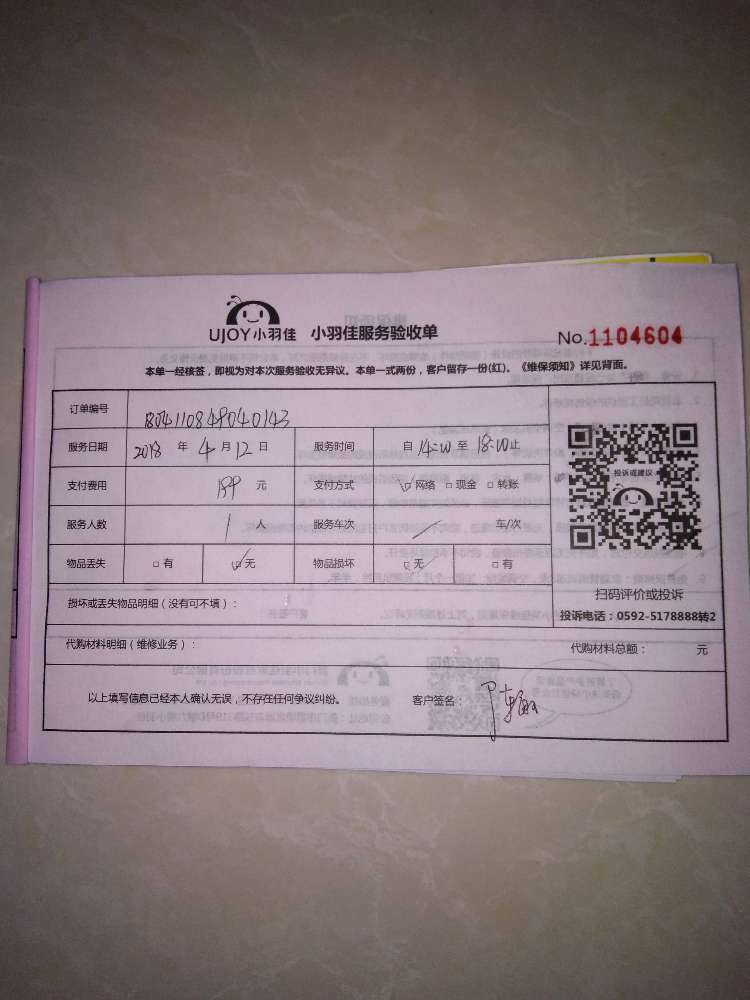 UJOY小羽佳 小羽佳服务验收单 No.1104604
本单一经核签，即视为对本次服务验收无异议。本单一式两份，客户留存一份(红)。《维保须知》详见背面。
订单编号
服务日期 2018 年 4 月 12 日 服务时间 自 14:00 至 18:00 止
投诉或建议
支付费用 199 元 支付方式 ☑网络 □现金 □转账
服务人数 1 人 服务车次 / 车/次
物品丢失 □有 ☑无 物品损坏 ☑无 □有
扫码评价或投诉
损坏或丢失物品明细（没有可不填）：
投诉电话：0592-5178888转2
代购材料明细（维修业务）： 代购材料总额： 元
以上填写信息已经本人确认无误，不存在任何争议纠纷。 客户签名：